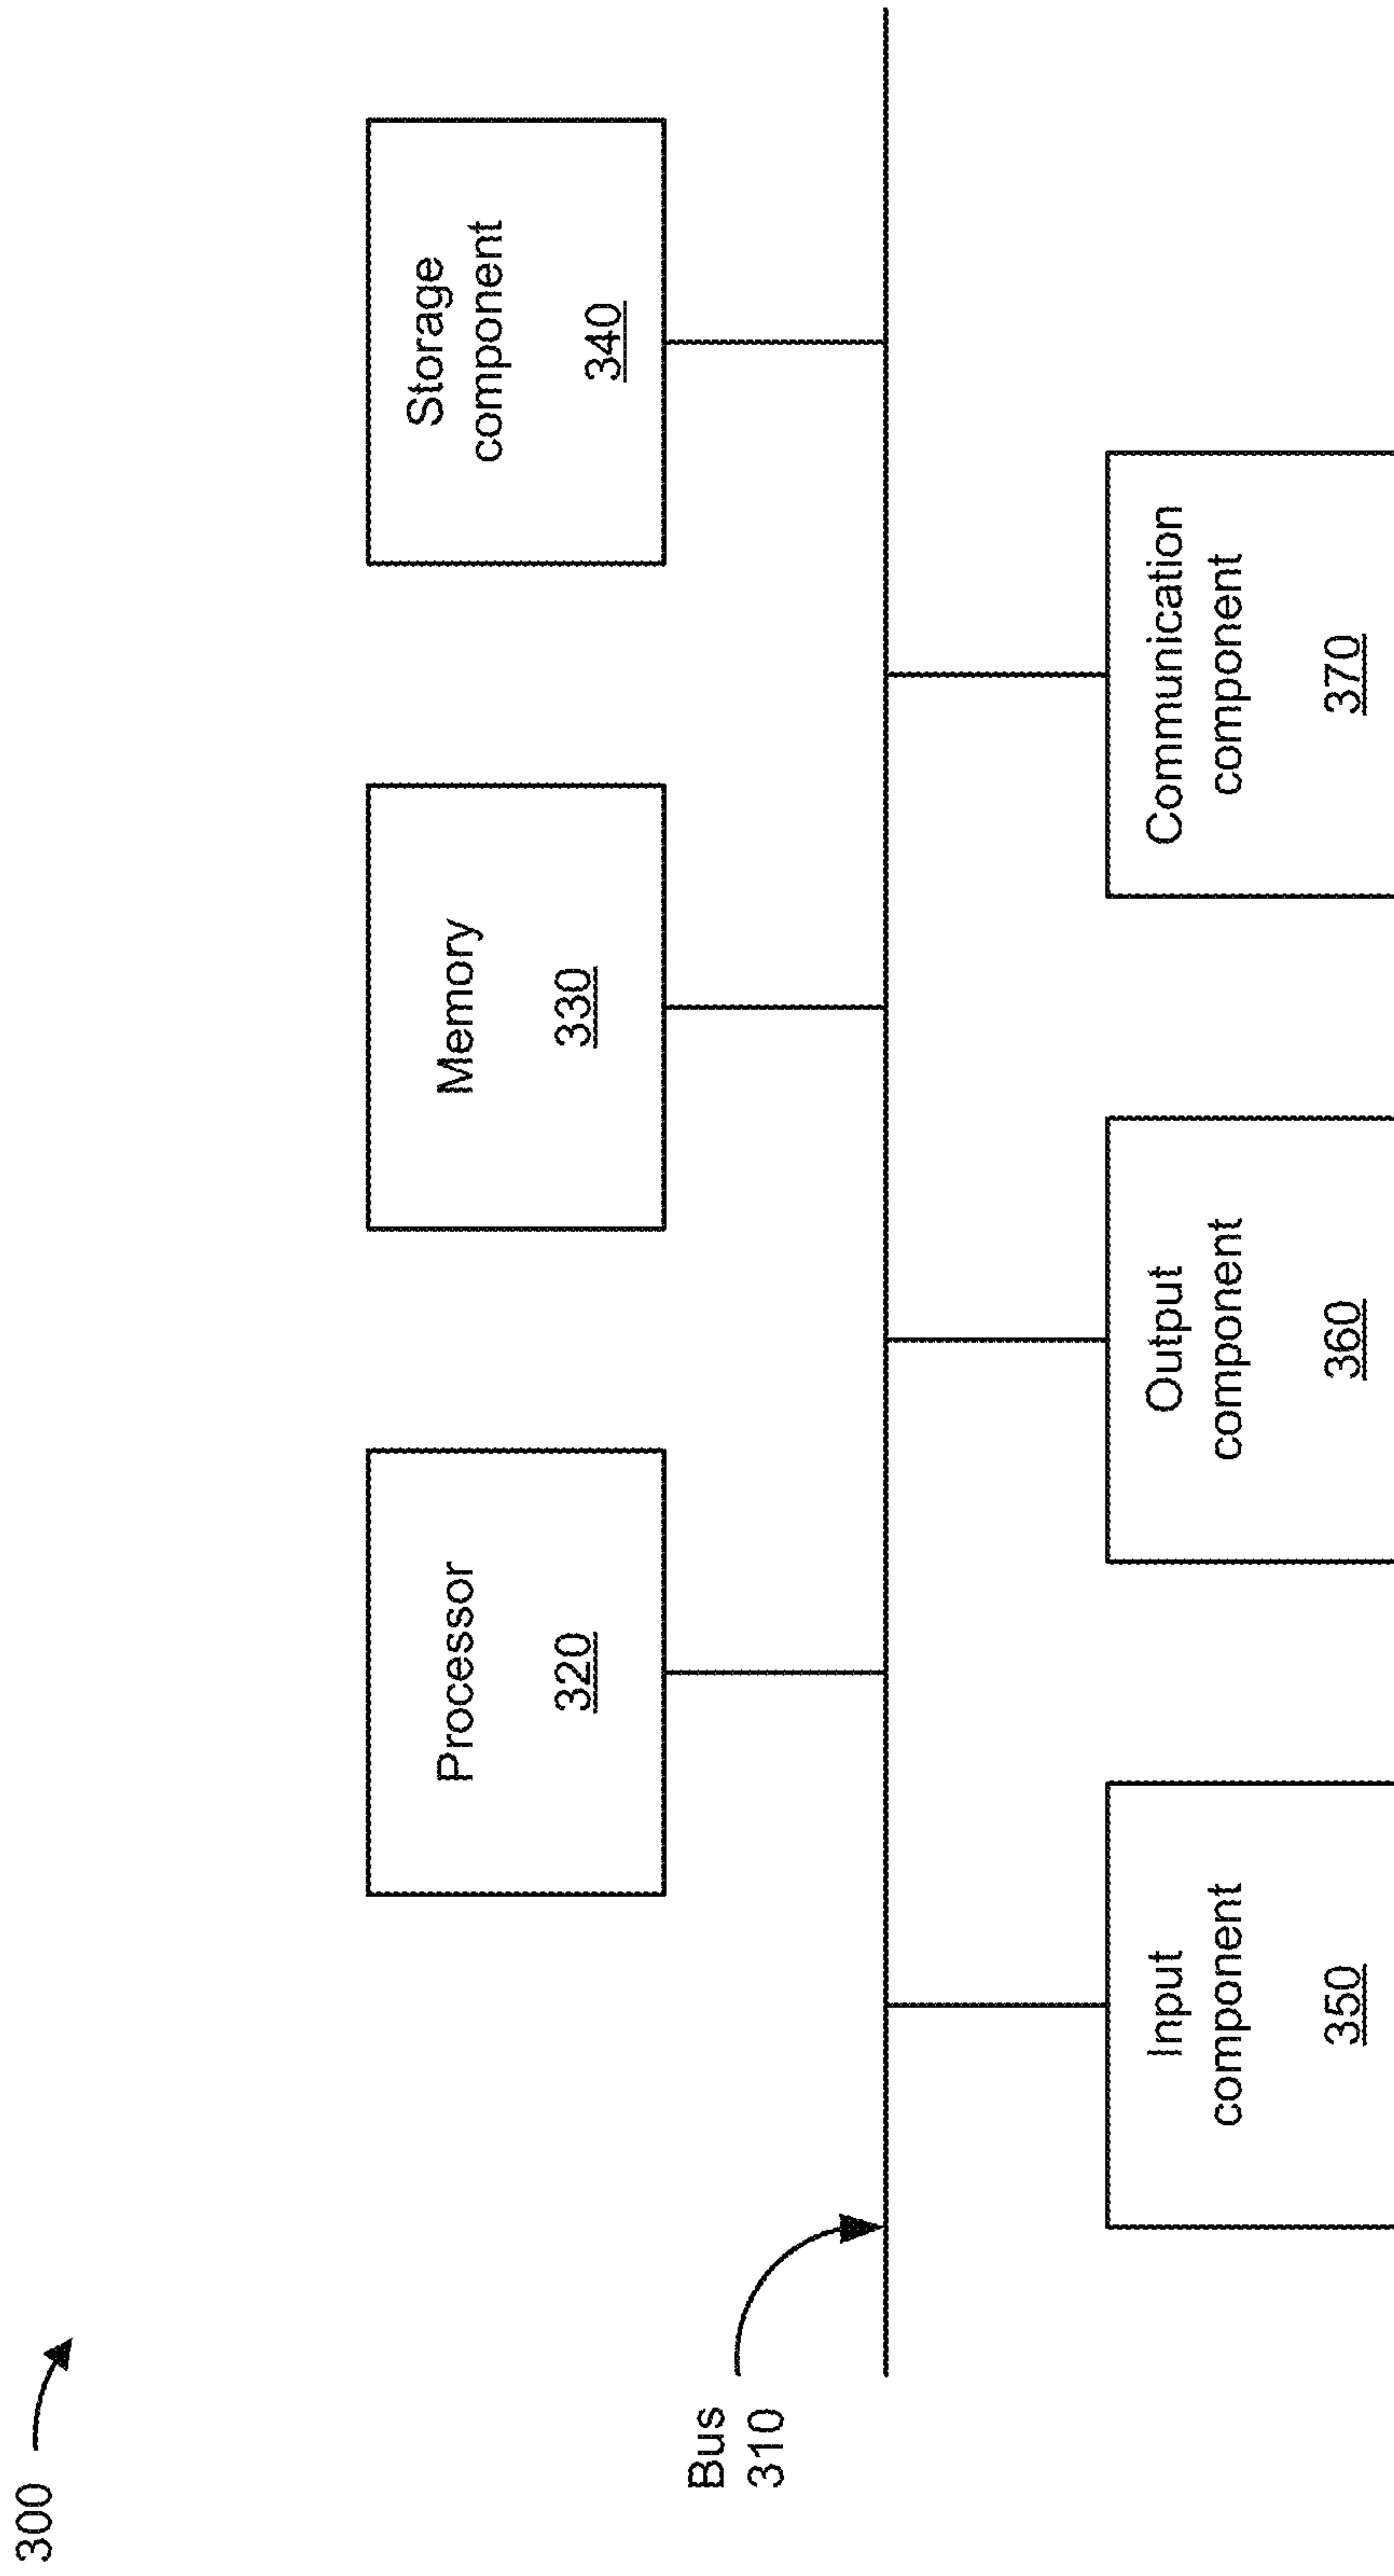 300
Processor
320
Memory
330
Storage
component
340
Bus
310
Input
component
350
Output
component
360
Communication
component
370